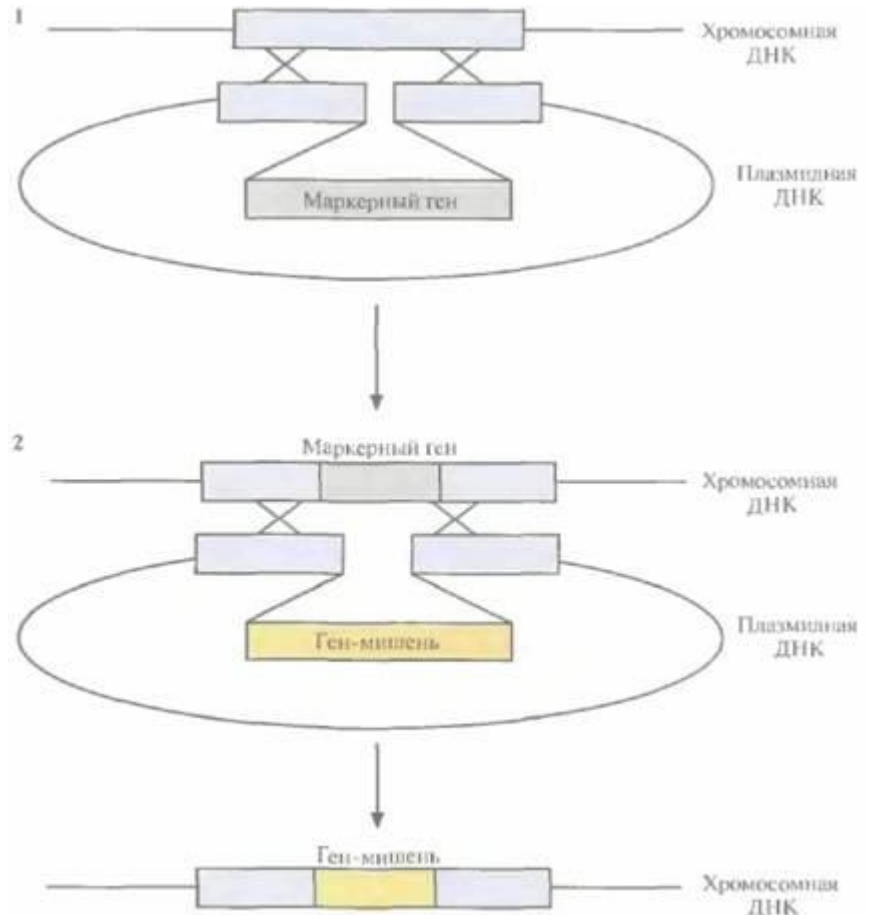 1
Хромосомная
ДНК
Маркерный ген
Плазмидная
ДНК
2
Маркерный ген
Хромосомная
ДНК
Ген-мишень
Плазмидная
ДНК
Ген-мишень
Хромосомная
ДНК